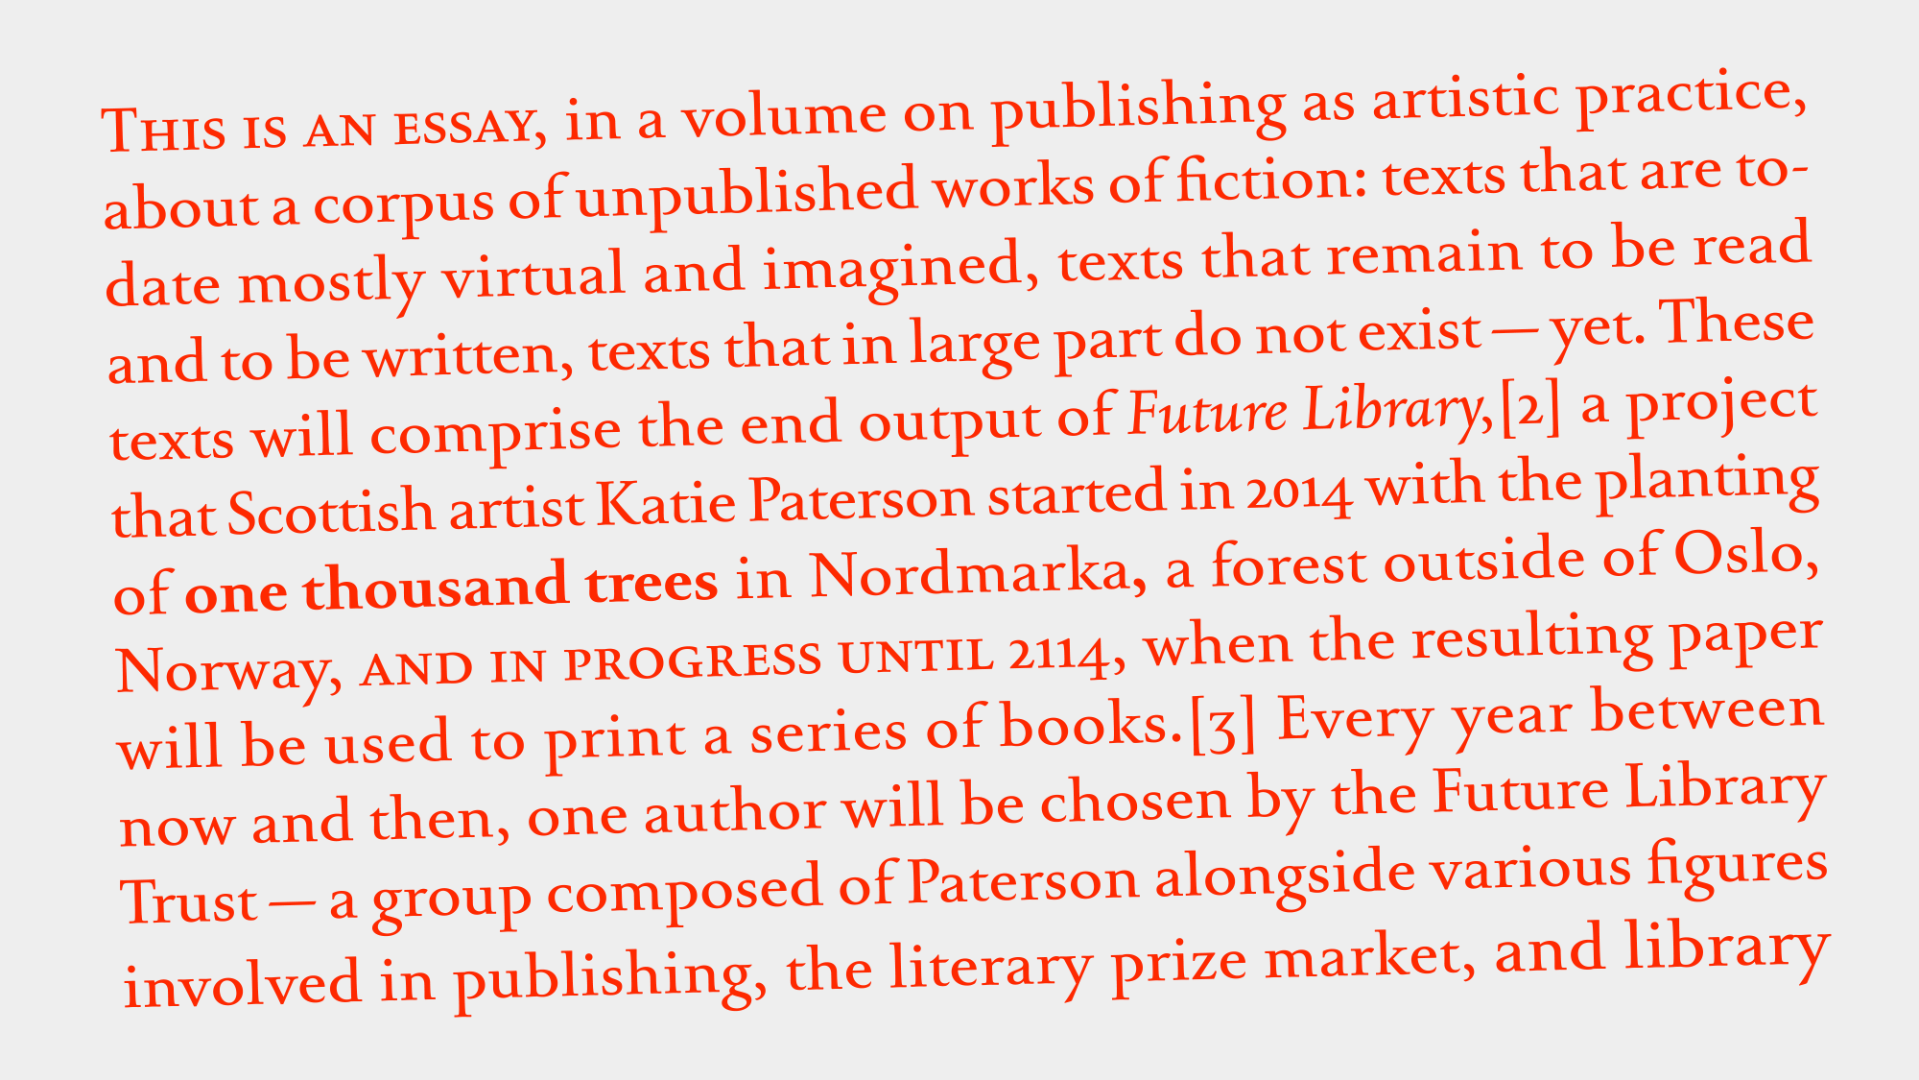 This is an essay, in a volume on publishing as artistic practice,
about a corpus of unpublished works of fiction: texts that are to-
date mostly virtual and imagined, texts that remain to be read
and to be written, texts that in large part do not exist — yet. These
texts will comprise the end output of Future Library,[2] a project
that Scottish artist Katie Paterson started in 2014 with the planting
of one thousand trees in Nordmarka, a forest outside of Oslo,
Norway, and in progress until 2114, when the resulting paper
will be used to print a series of books.[3] Every year between
now and then, one author will be chosen by the Future Library
Trust — a group composed of Paterson alongside various figures
involved in publishing, the literary prize market, and library